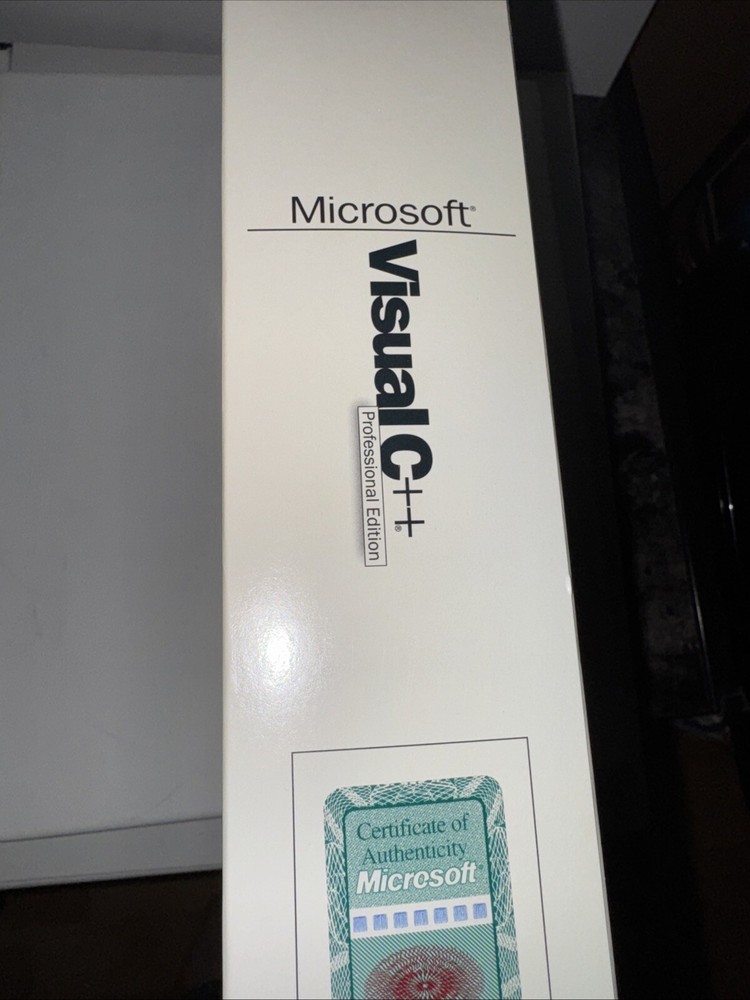 Microsoft®
Visual C++®
Professional Edition
Certificate of
Authenticity
Microsoft®